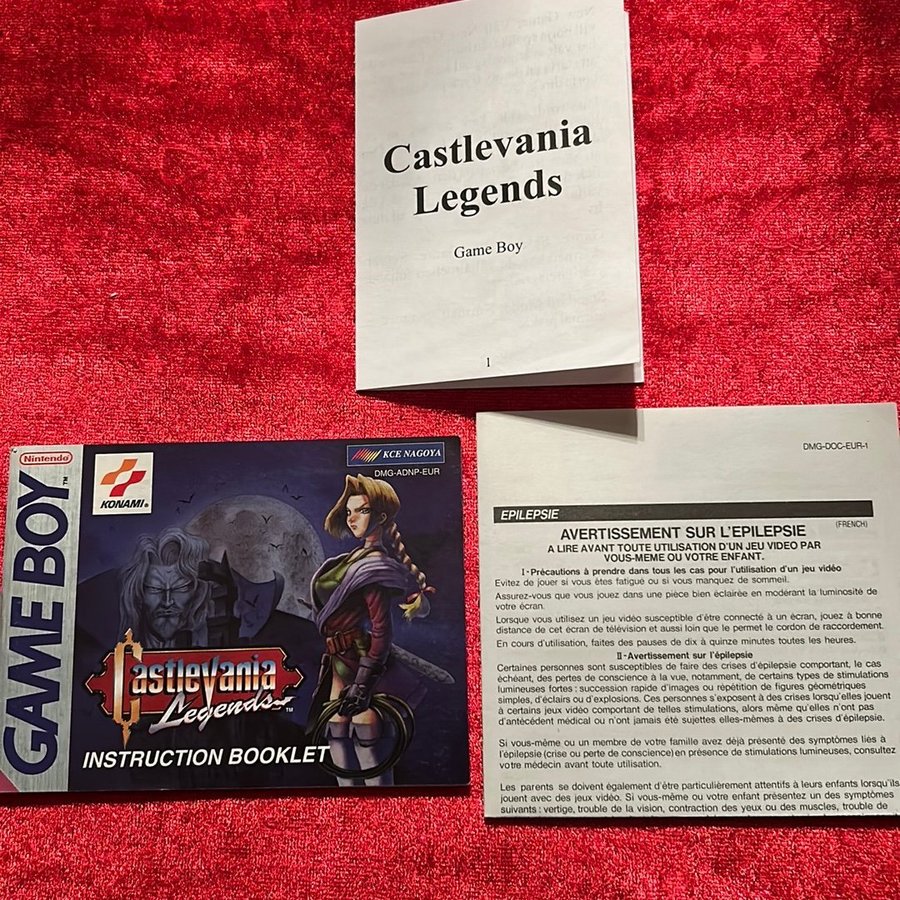 Castlevania
Legends
Game Boy
1
Nintendo
GAME BOY™
KONAMI®
KCE NAGOYA
DMG-ADNP-EUR
Castlevania
Legends™
INSTRUCTION BOOKLET
DMG-DOC-EUR-1
EPILEPSIE
(FRENCH)
AVERTISSEMENT SUR L'EPILEPSIE
A LIRE AVANT TOUTE UTILISATION D'UN JEU VIDEO PAR
VOUS-MEME OU VOTRE ENFANT.
I - Précautions à prendre dans tous les cas pour l'utilisation d'un jeu vidéo
Evitez de jouer si vous êtes fatigué ou si vous manquez de sommeil.
Assurez-vous que vous jouez dans une pièce bien éclairée en modérant la luminosité de
votre écran.
Lorsque vous utilisez un jeu vidéo susceptible d'être connecté à un écran, jouez à bonne
distance de cet écran de télévision et aussi loin que le permet le cordon de raccordement.
En cours d'utilisation, faites des pauses de dix à quinze minutes toutes les heures.
II - Avertissement sur l'épilepsie
Certaines personnes sont susceptibles de faire des crises d'épilepsie comportant, le cas
échéant, des pertes de conscience à la vue, notamment, de certains types de stimulations
lumineuses fortes : succession rapide d'images ou répétition de figures géométriques
simples, d'éclairs ou d'explosions. Ces personnes s'exposent à des crises lorsqu'elles jouent
à certains jeux vidéo comportant de telles stimulations, alors même qu'elles n'ont pas
d'antécédent médical ou n'ont jamais été sujettes elles-mêmes à des crises d'épilepsie.
Si vous-même ou un membre de votre famille avez déjà présenté des symptômes liés à
l'épilepsie (crise ou perte de conscience) en présence de stimulations lumineuses, consultez
votre médecin avant toute utilisation.
Les parents se doivent également d'être particulièrement attentifs à leurs enfants lorsqu'ils
jouent avec des jeux vidéo. Si vous-même ou votre enfant présentez un des symptômes
suivants : vertige, trouble de la vision, contraction des yeux ou des muscles, trouble de